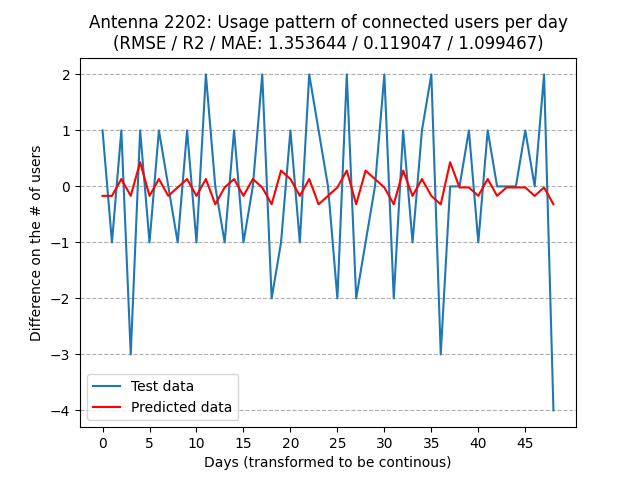 Antenna 2202: Usage pattern of connected users per day
(RMSE / R2 / MAE: 1.353644 / 0.119047 / 1.099467)
Difference on the # of users
2
1
0
−1
−2
−3
−4
Test data
Predicted data
0 5 10 15 20 25 30 35 40 45
Days (transformed to be continous)